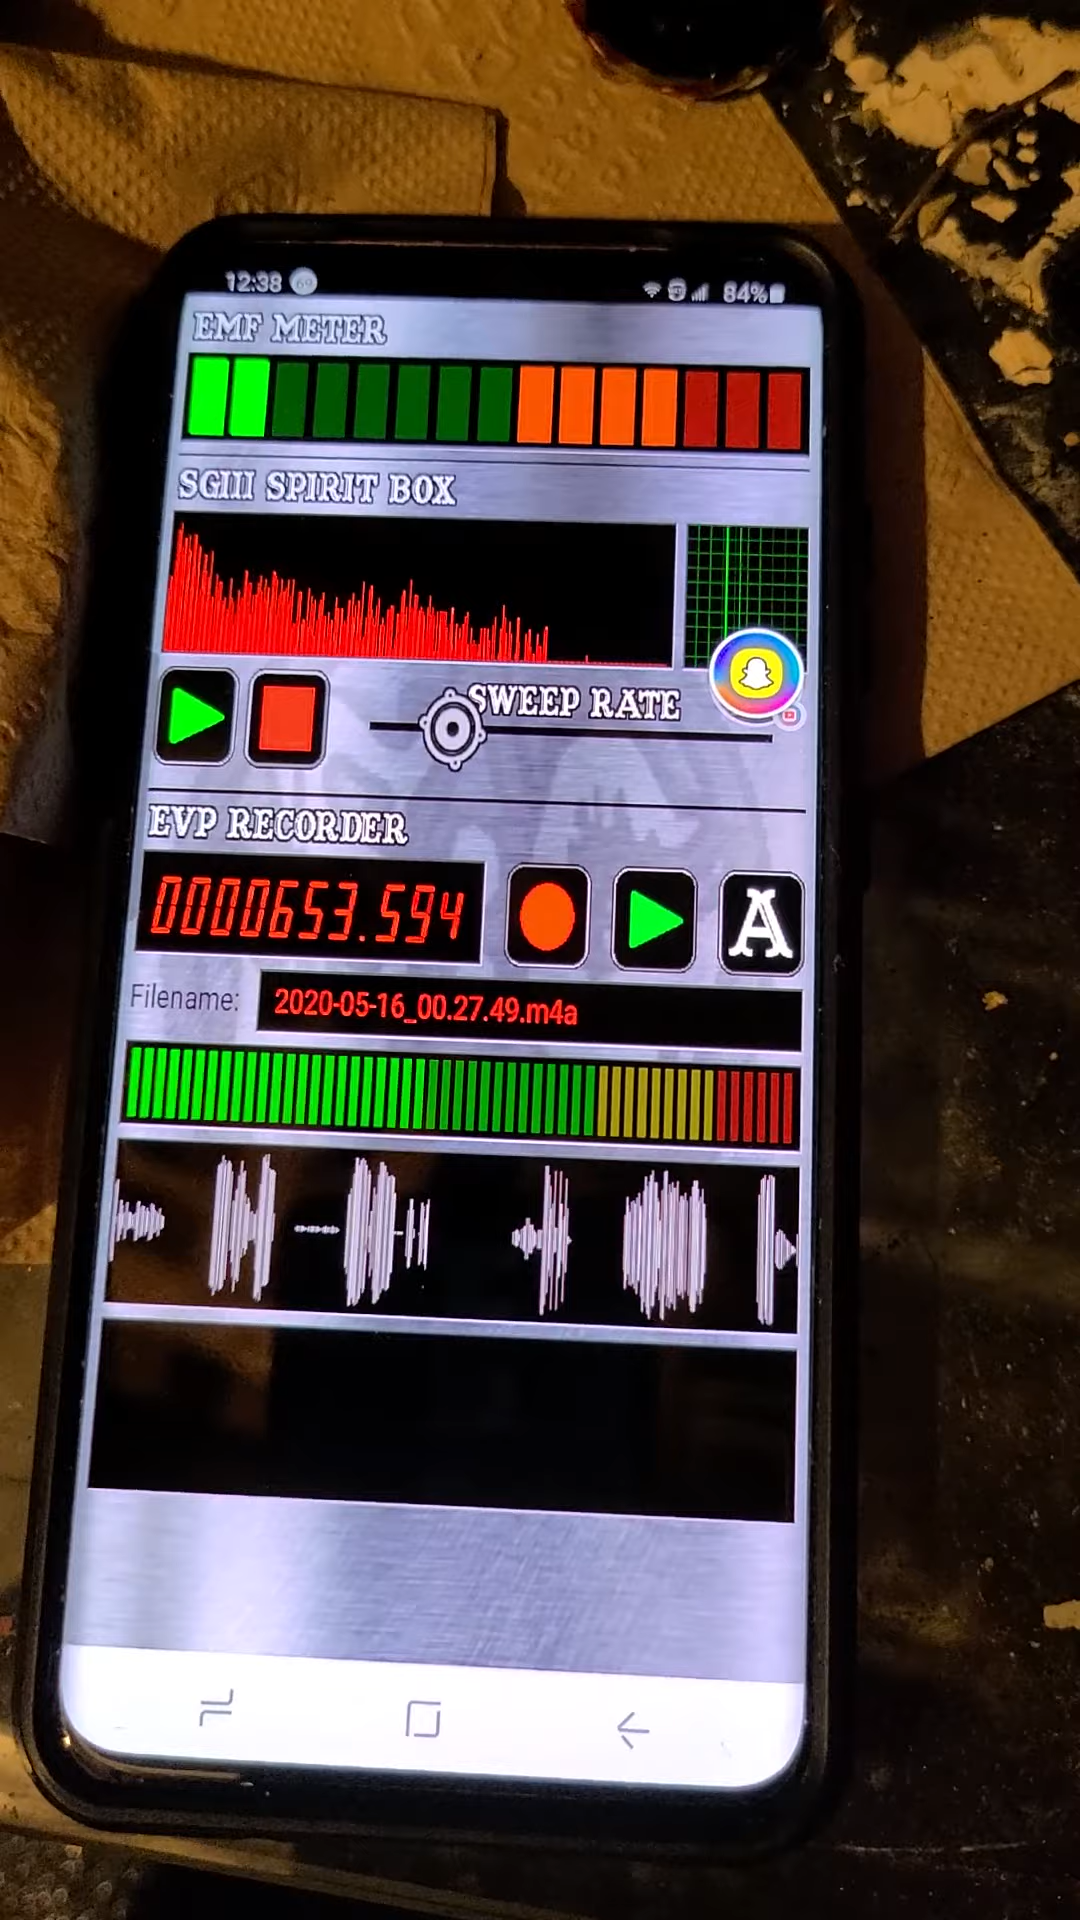 12:38 69 84%
EMF METER
SGIII SPIRIT BOX
SWEEP RATE
EVP RECORDER
0000653.594
A
Filename: 2020-05-16_00.27.49.m4a